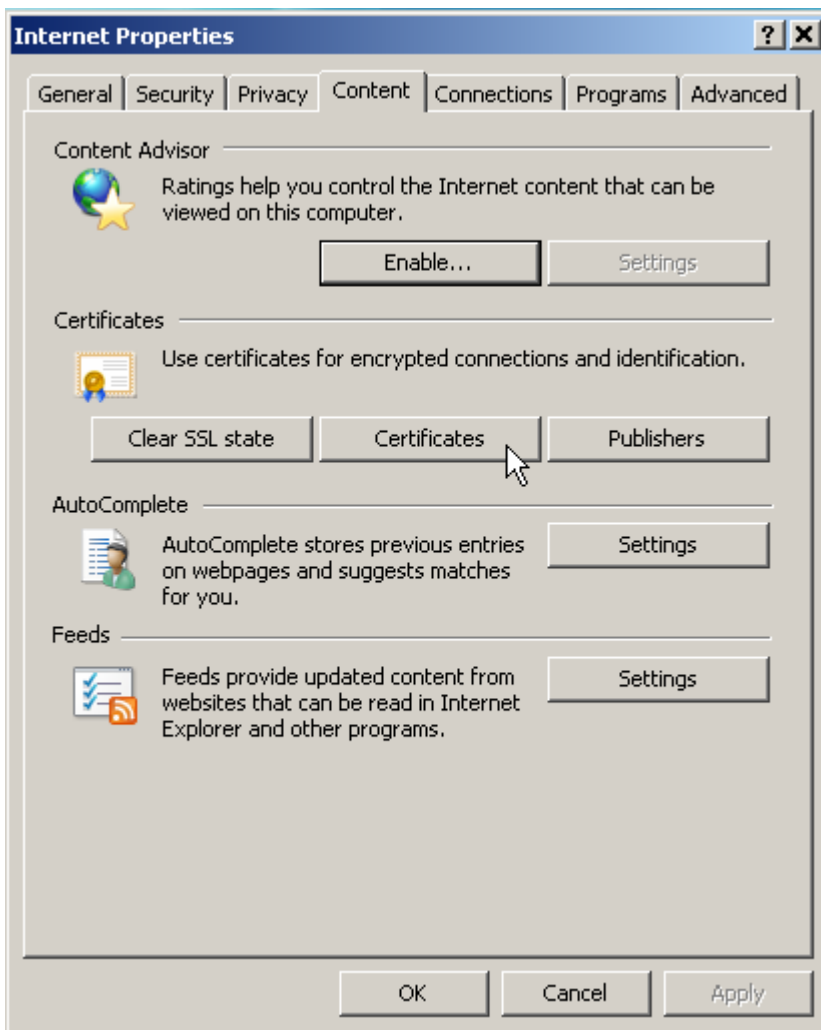 Internet Properties
General Security Privacy Content Connections Programs Advanced
Content Advisor
Ratings help you control the Internet content that can be
viewed on this computer.
Enable... Settings
Certificates
Use certificates for encrypted connections and identification.
Clear SSL state Certificates Publishers
AutoComplete
AutoComplete stores previous entries
on webpages and suggests matches
for you.
Settings
Feeds
Feeds provide updated content from
websites that can be read in Internet
Explorer and other programs.
Settings
OK Cancel Apply